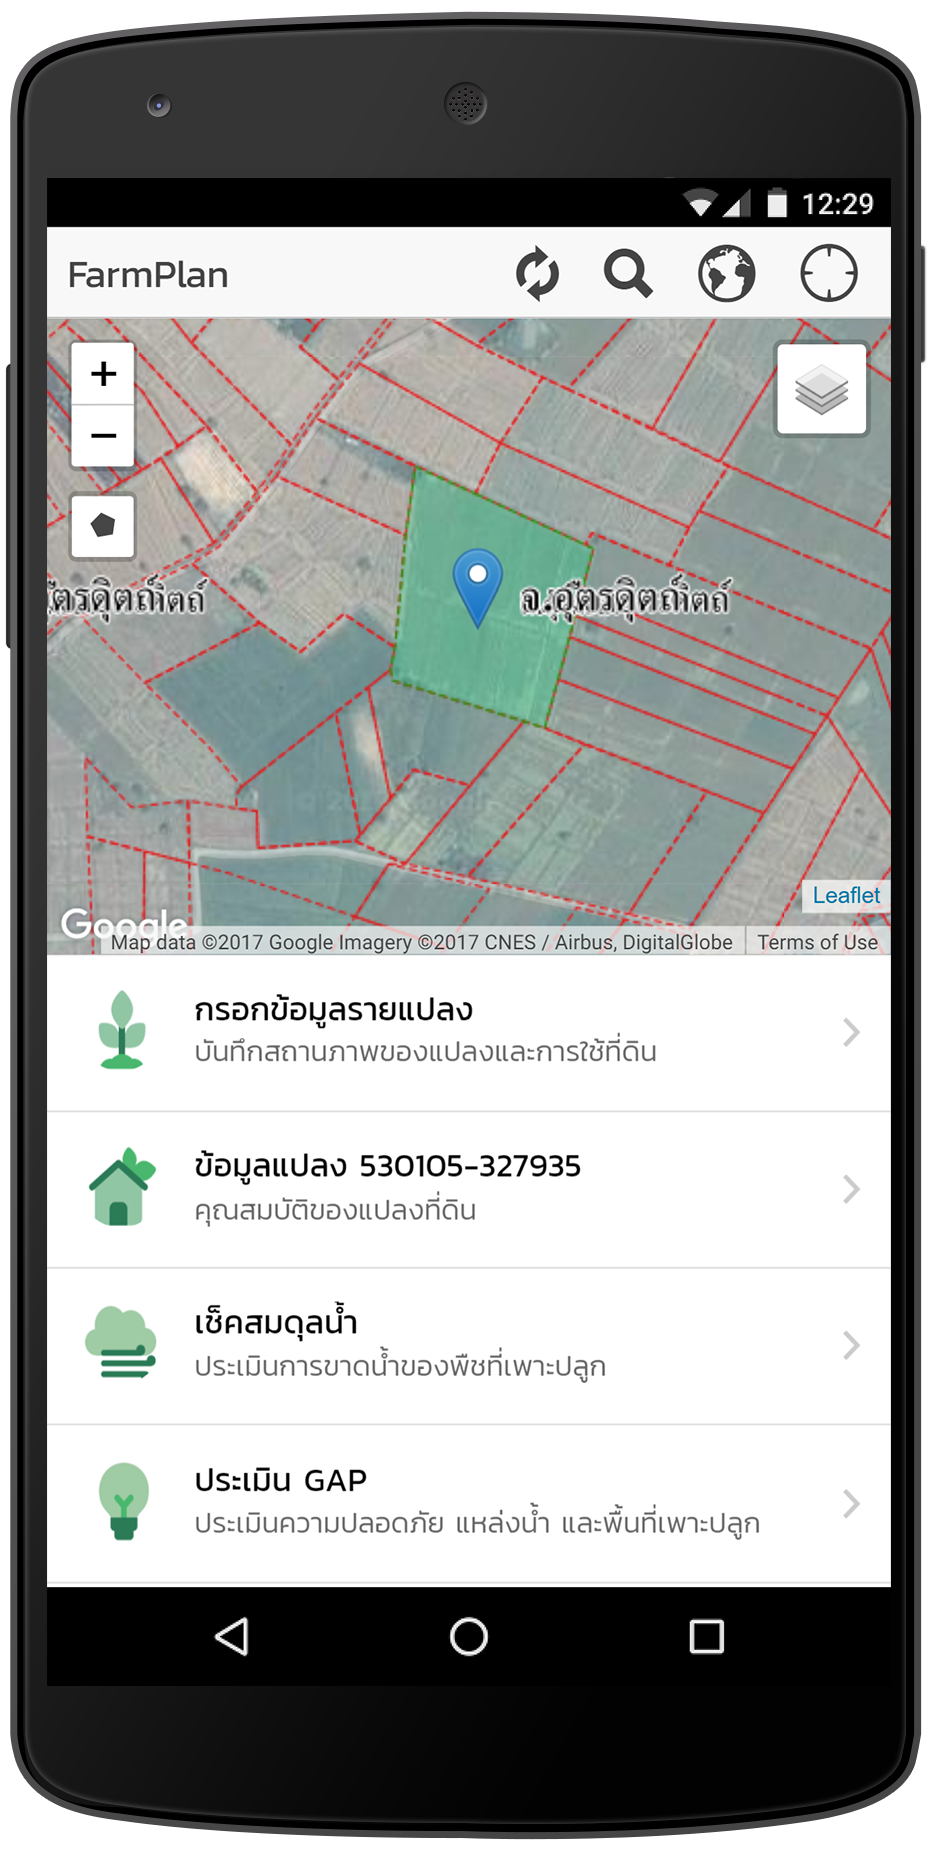 12:29
FarmPlan
+
−
จ.อุตรดิตถ์
Leaflet
Google
Map data ©2017 Google Imagery ©2017 CNES / Airbus, DigitalGlobe
Terms of Use
กรอกข้อมูลรายแปลง
บันทึกสถานภาพของแปลงและการใช้ที่ดิน
ข้อมูลแปลง 530105-327935
คุณสมบัติของแปลงที่ดิน
เช็คสมดุลน้ำ
ประเมินการขาดน้ำของพืชที่เพาะปลูก
ประเมิน GAP
ประเมินความปลอดภัย แหล่งน้ำ และพื้นที่เพาะปลูก